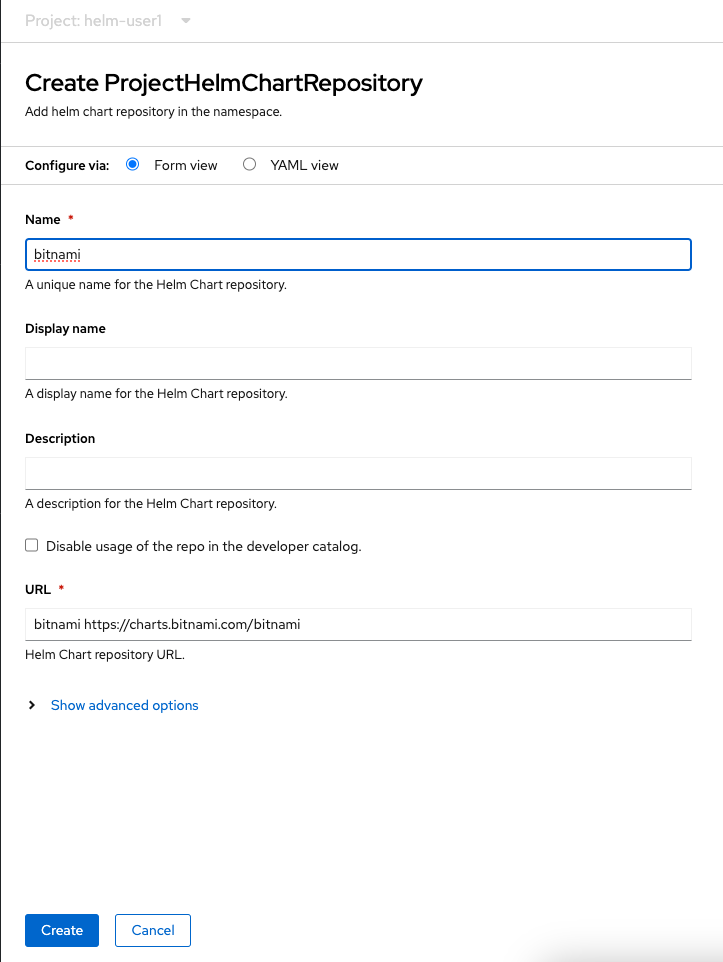 Project: helm-user1
Create ProjectHelmChartRepository
Add helm chart repository in the namespace.
Configure via: Form view YAML view
Name *
bitnami
A unique name for the Helm Chart repository.
Display name
A display name for the Helm Chart repository.
Description
A description for the Helm Chart repository.
Disable usage of the repo in the developer catalog.
URL *
bitnami https://charts.bitnami.com/bitnami
Helm Chart repository URL.
Show advanced options
Create Cancel